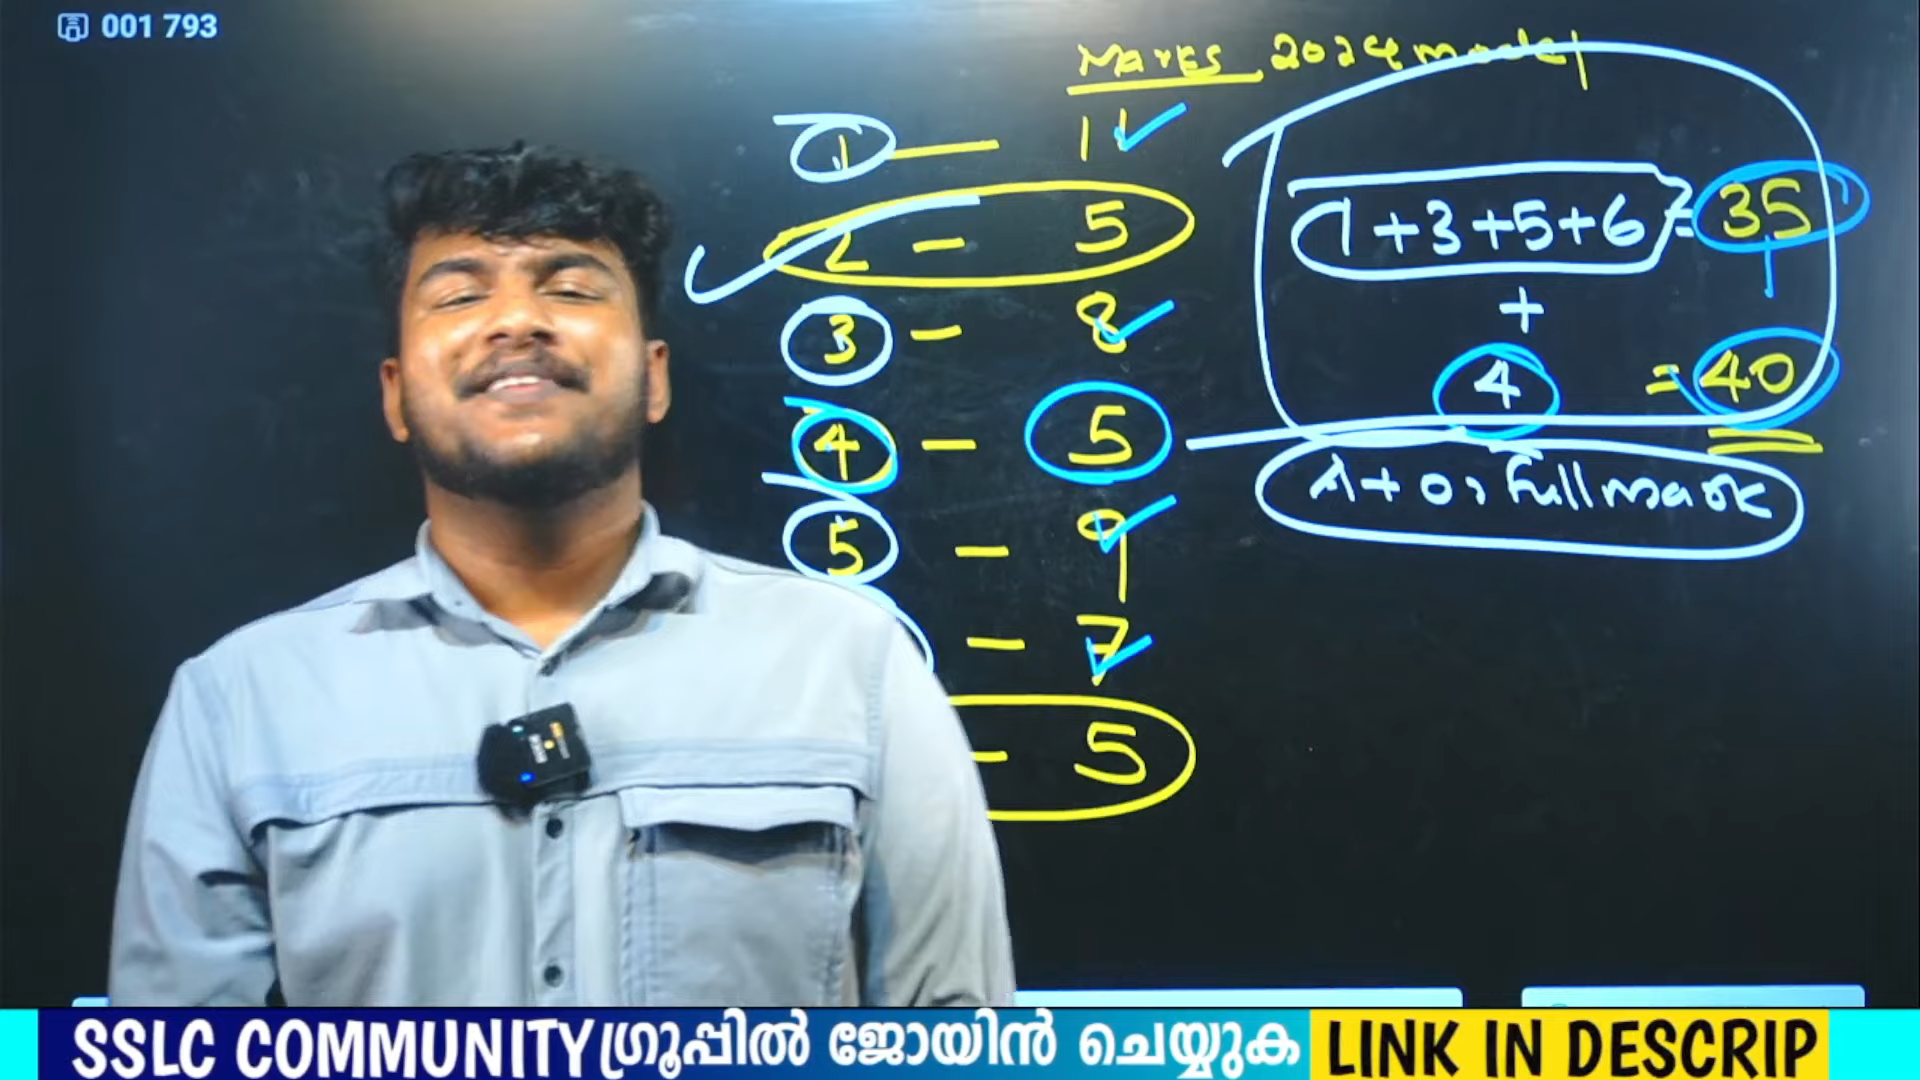 001 793
Marks 2024 model
1 — 11
2 - 5
3 - 8
4 - 5
5 - 9
- 7
- 5
1+3+5+6 = 35
+
4 = 40
A+ or Full mark
SSLC COMMUNITY ഗ്രൂപ്പിൽ ജോയിൻ ചെയ്യുക LINK IN DESCRIP